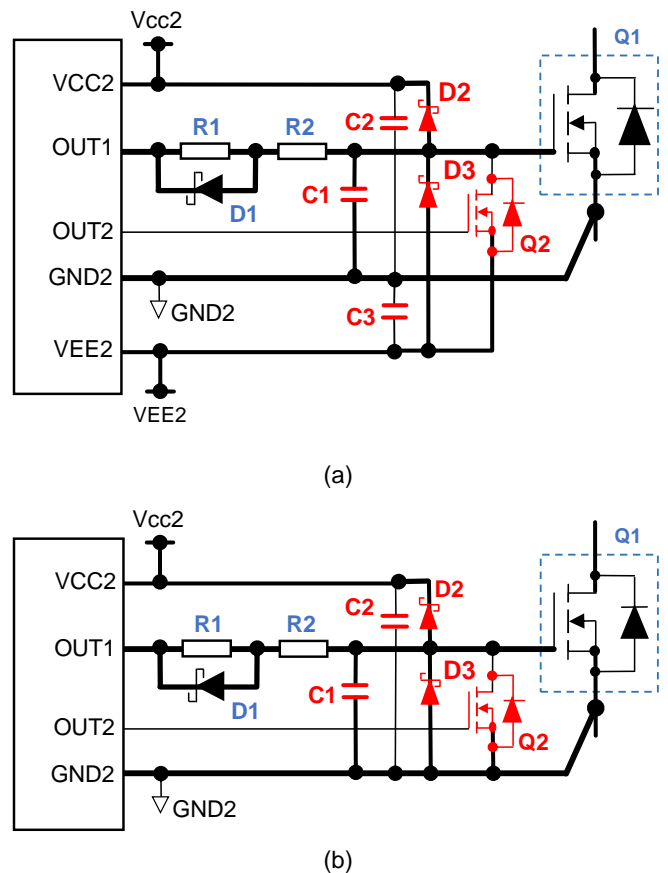 Vcc2
Q1
VCC2
D2
C2
R1
R2
OUT1
D3
C1
D1
OUT2
Q2
GND2
GND2
C3
VEE2
VEE2
(a)
Vcc2
Q1
VCC2
D2
C2
R1
R2
OUT1
D3
C1
D1
OUT2
Q2
GND2
GND2
(b)